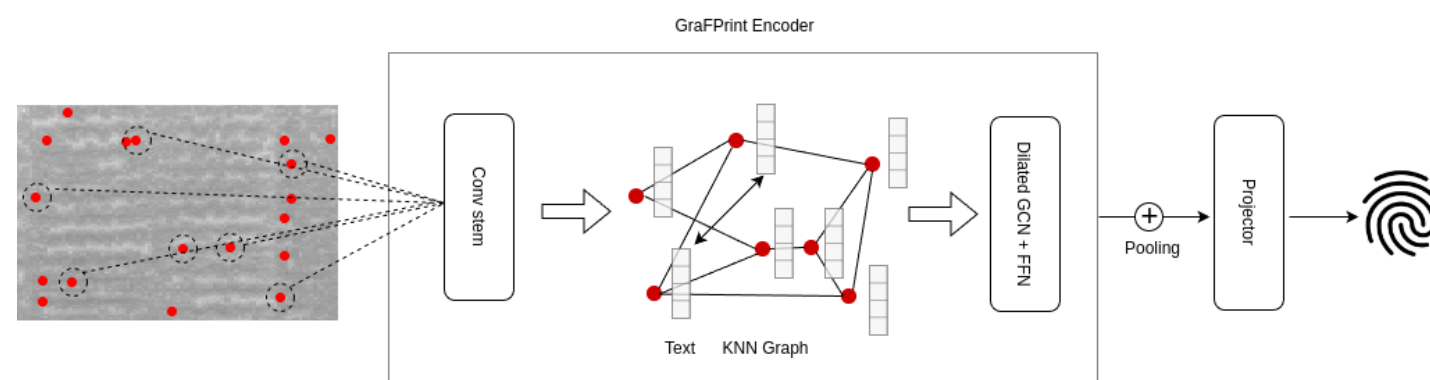 GraFPrint Encoder
Conv stem
Text KNN Graph
Dilated GCN + FFN
Pooling
Projector